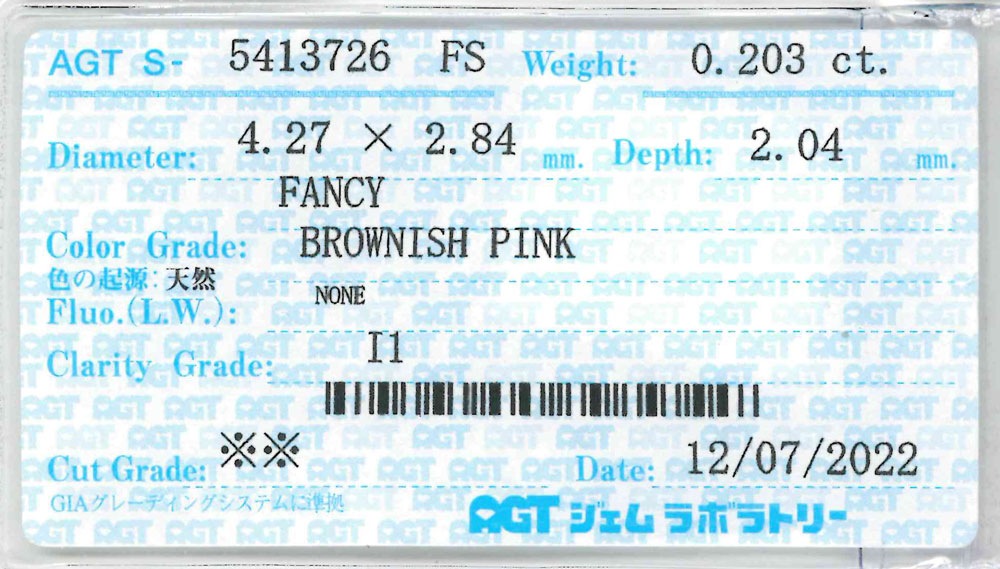 AGT S- 5413726 FS Weight: 0.203 ct.
Diameter: 4.27 × 2.84 mm. Depth: 2.04 mm.
FANCY
Color Grade: BROWNISH PINK
色の起源: 天然
Fluo.(L.W.): NONE
Clarity Grade: I1
Cut Grade: ※※ Date: 12/07/2022
GIAグレーディングシステムに準拠
AGT ジェム ラボラトリー